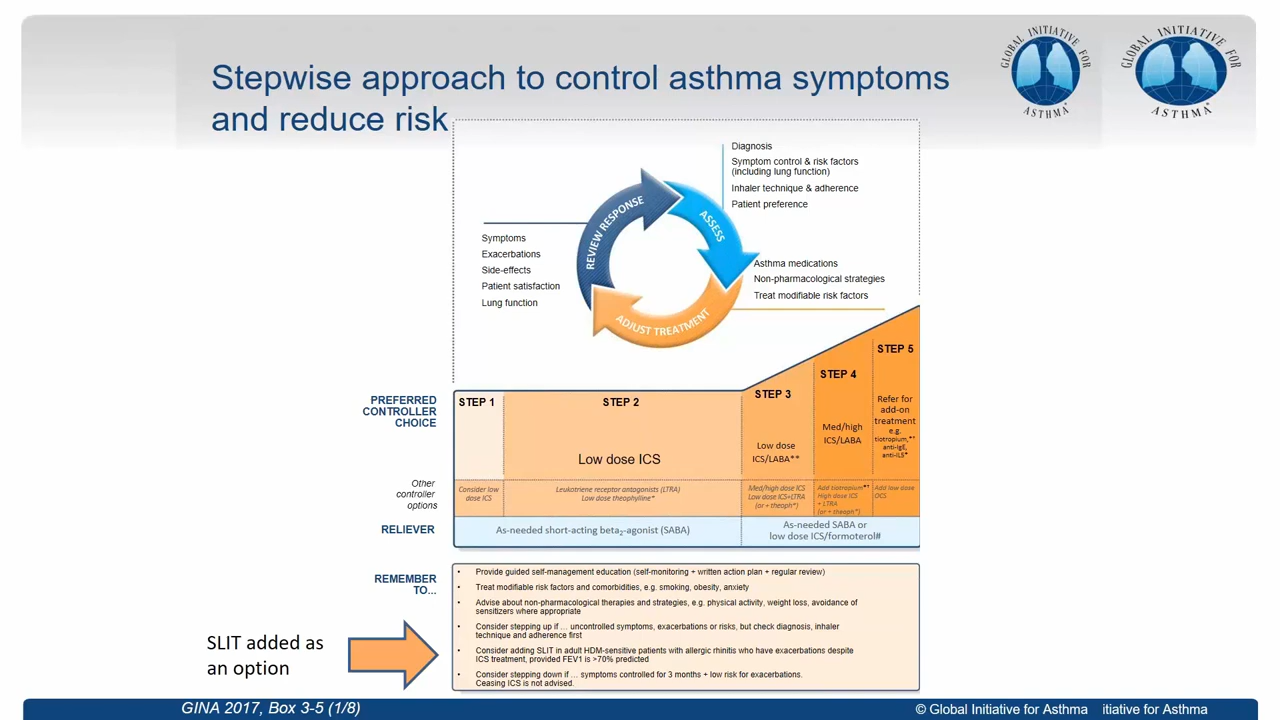 Stepwise approach to control asthma symptoms
and reduce risk
GLOBAL INITIATIVE FOR
ASTHMA
GLOBAL INITIATIVE FOR
ASTHMA
Diagnosis
Symptom control & risk factors
(including lung function)
Inhaler technique & adherence
Patient preference
REVIEW RESPONSE
ASSESS
ADJUST TREATMENT
Symptoms
Exacerbations
Side-effects
Patient satisfaction
Lung function
Asthma medications
Non-pharmacological strategies
Treat modifiable risk factors
PREFERRED
CONTROLLER
CHOICE
STEP 1
STEP 2
Low dose ICS
STEP 3
Low dose
ICS/LABA**
STEP 4
Med/high
ICS/LABA
STEP 5
Refer for
add-on
treatment
e.g.
tiotropium,*†
anti-IgE,
anti-IL5*
Other
controller
options
Consider low
dose ICS
Leukotriene receptor antagonists (LTRA)
Low dose theophylline*
Med/high dose ICS
Low dose ICS+LTRA
(or + theoph*)
Add tiotropium*†
High dose ICS
+ LTRA
(or + theoph*)
Add low dose
OCS
RELIEVER
As-needed short-acting beta2-agonist (SABA)
As-needed SABA or
low dose ICS/formoterol#
REMEMBER
TO...
• Provide guided self-management education (self-monitoring + written action plan + regular review)
• Treat modifiable risk factors and comorbidities, e.g. smoking, obesity, anxiety
• Advise about non-pharmacological therapies and strategies, e.g. physical activity, weight loss, avoidance of
sensitizers where appropriate
• Consider stepping up if … uncontrolled symptoms, exacerbations or risks, but check diagnosis, inhaler
technique and adherence first
• Consider adding SLIT in adult HDM-sensitive patients with allergic rhinitis who have exacerbations despite
ICS treatment, provided FEV1 is >70% predicted
• Consider stepping down if … symptoms controlled for 3 months + low risk for exacerbations.
Ceasing ICS is not advised.
SLIT added as
an option
GINA 2017, Box 3-5 (1/8)
© Global Initiative for Asthma
itiative for Asthma